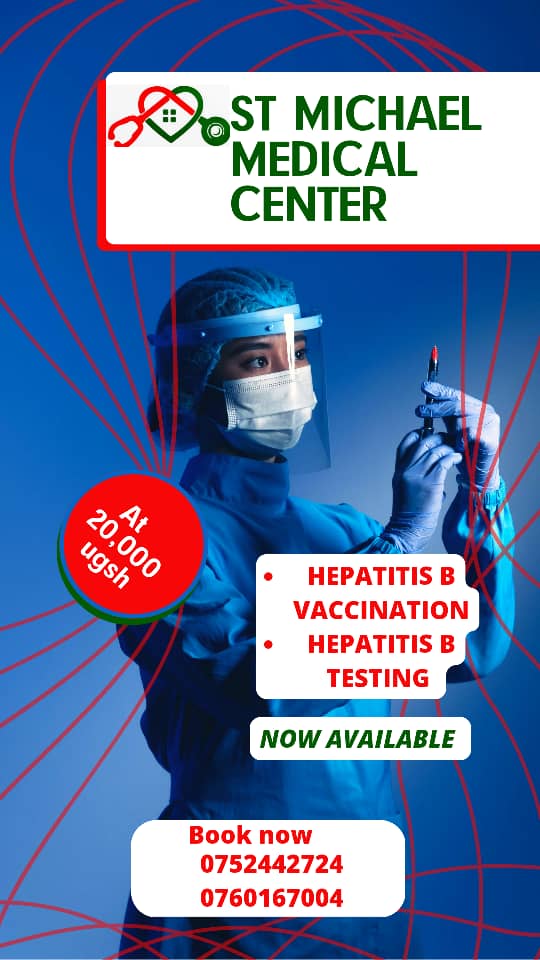 ST MICHAEL
MEDICAL
CENTER
At
20,000
ugsh
• HEPATITIS B
VACCINATION
• HEPATITIS B
TESTING
NOW AVAILABLE
Book now
0752442724
0760167004